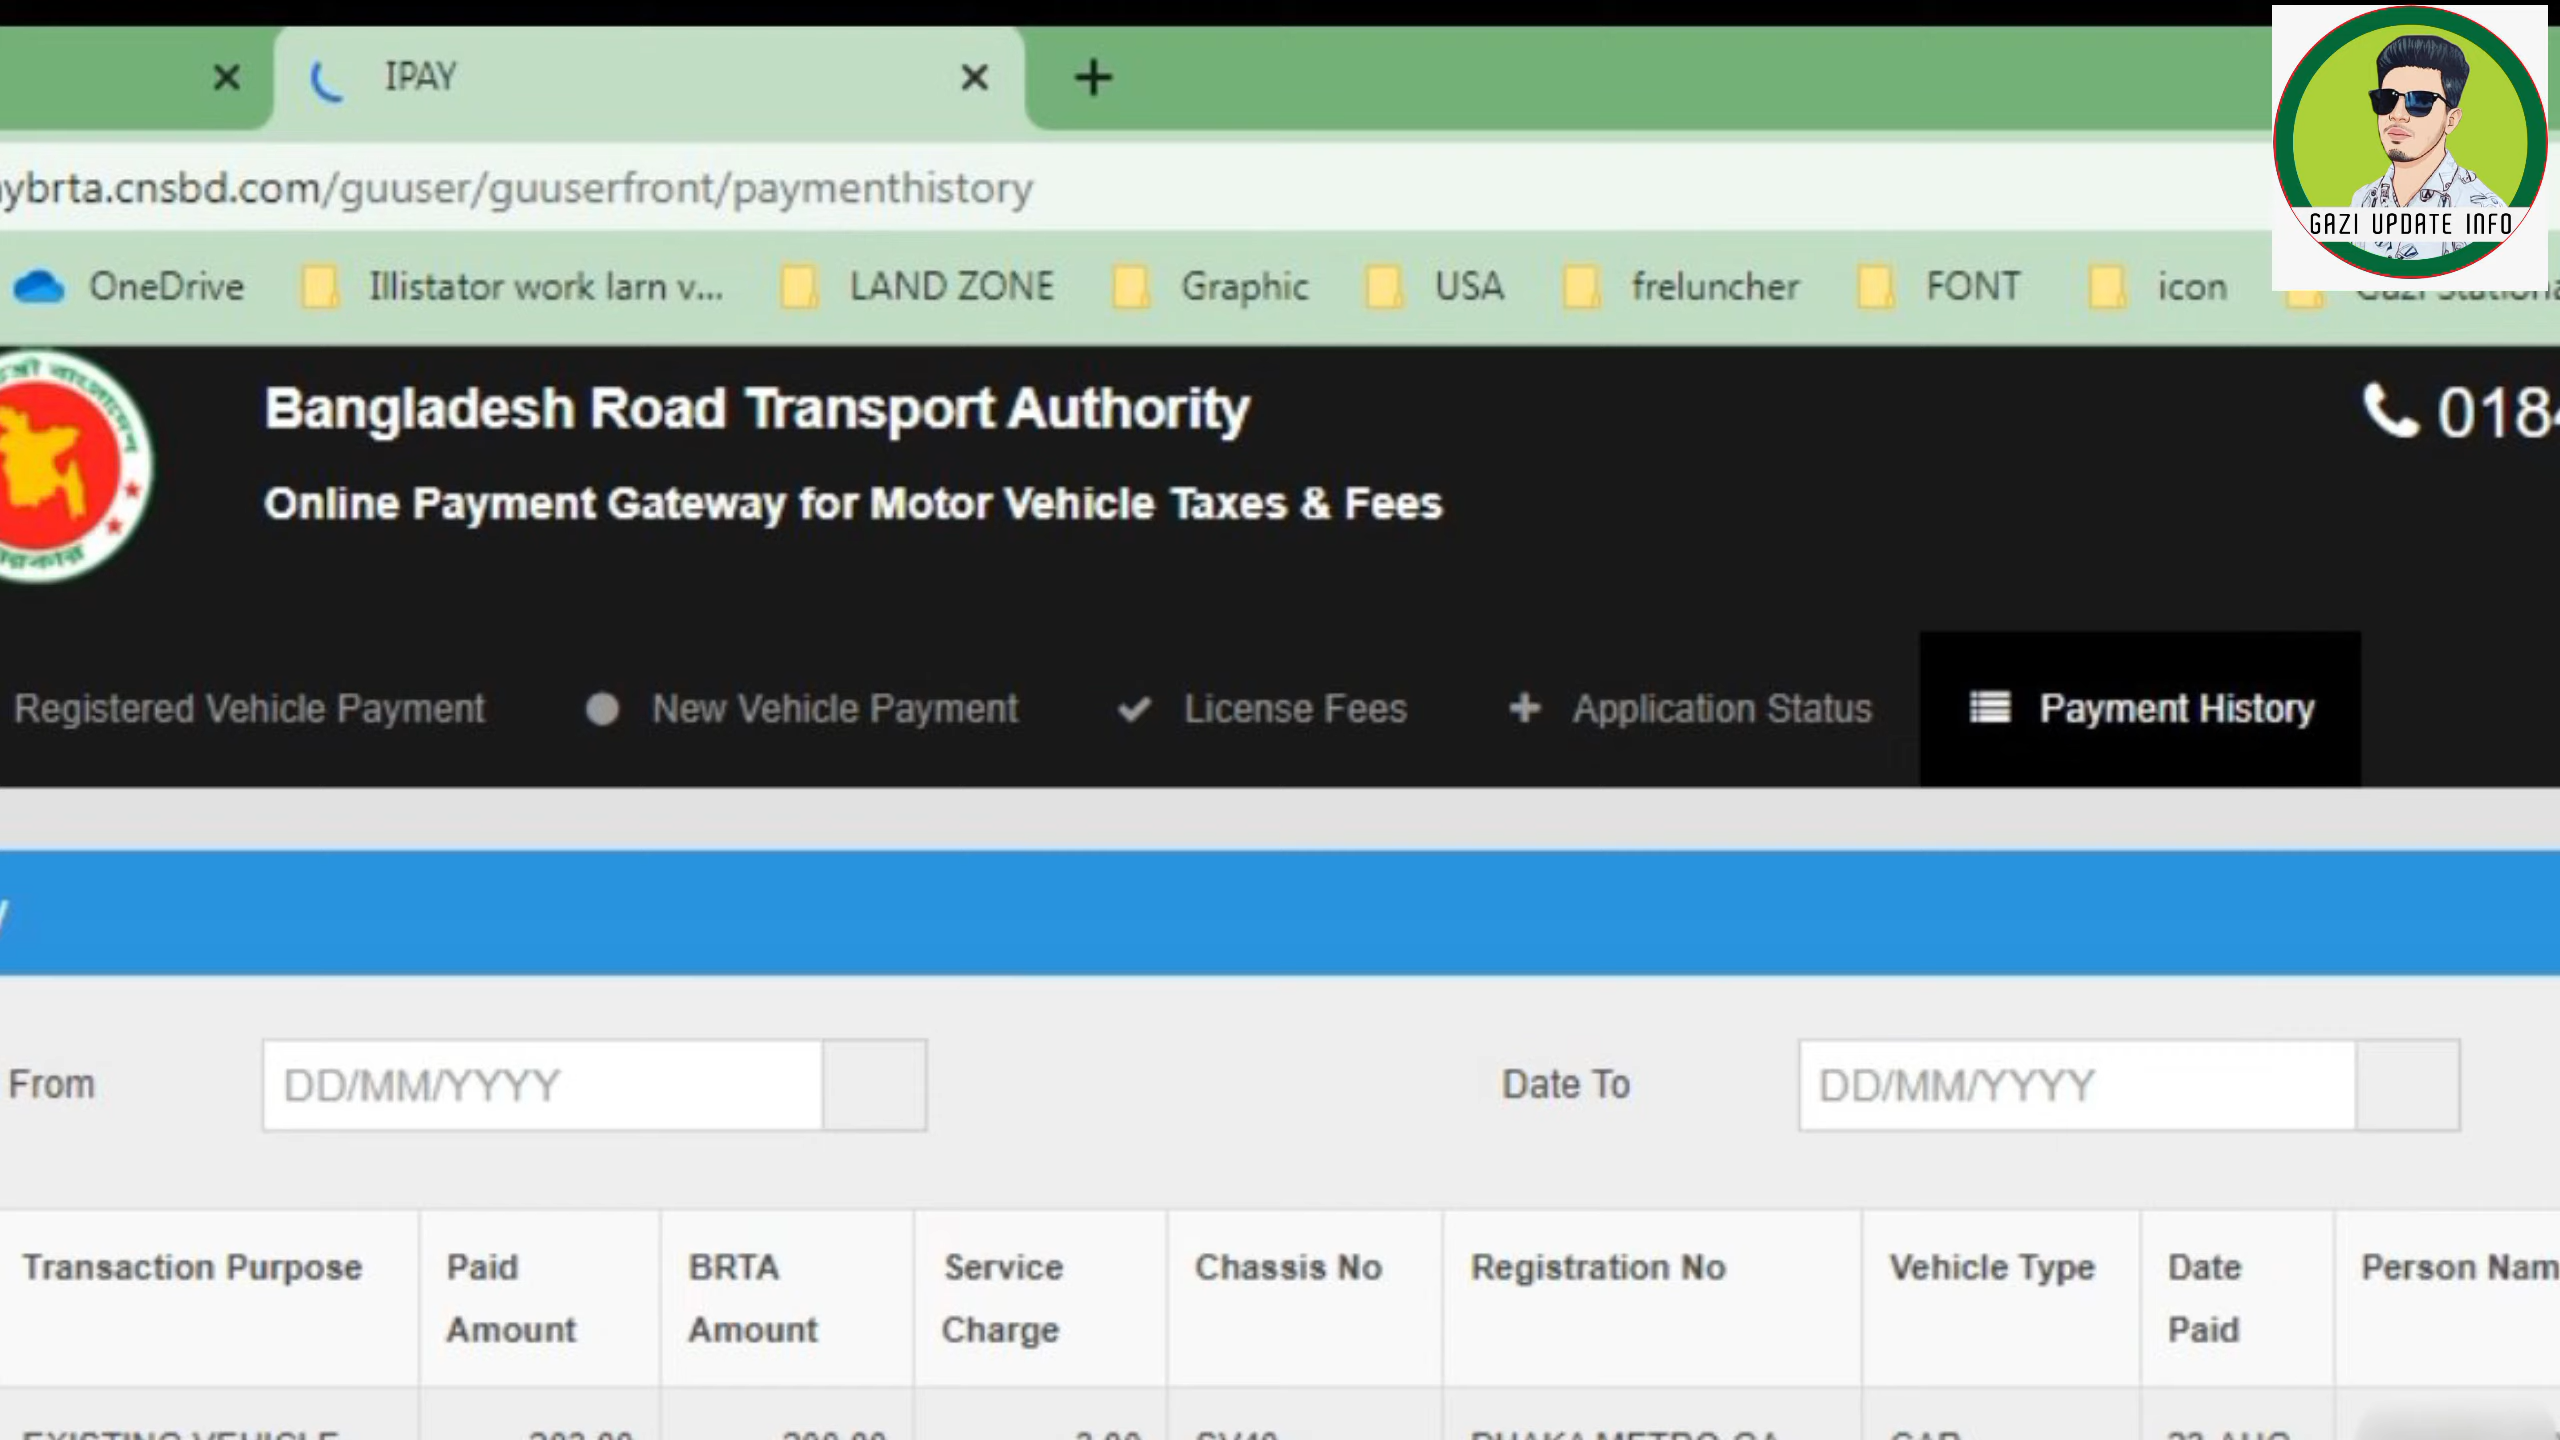 IPAY
ybrta.cnsbd.com/guuser/guuserfront/paymenthistory
GAZI UPDATE INFO
OneDrive
Illistator work larn v...
LAND ZONE
Graphic
USA
freluncher
FONT
icon
Bangladesh Road Transport Authority
018
Online Payment Gateway for Motor Vehicle Taxes & Fees
Registered Vehicle Payment
New Vehicle Payment
License Fees
Application Status
Payment History
From
DD/MM/YYYY
Date To
DD/MM/YYYY
Transaction Purpose
Paid
Amount
BRTA
Amount
Service
Charge
Chassis No
Registration No
Vehicle Type
Date
Paid
Person Nam